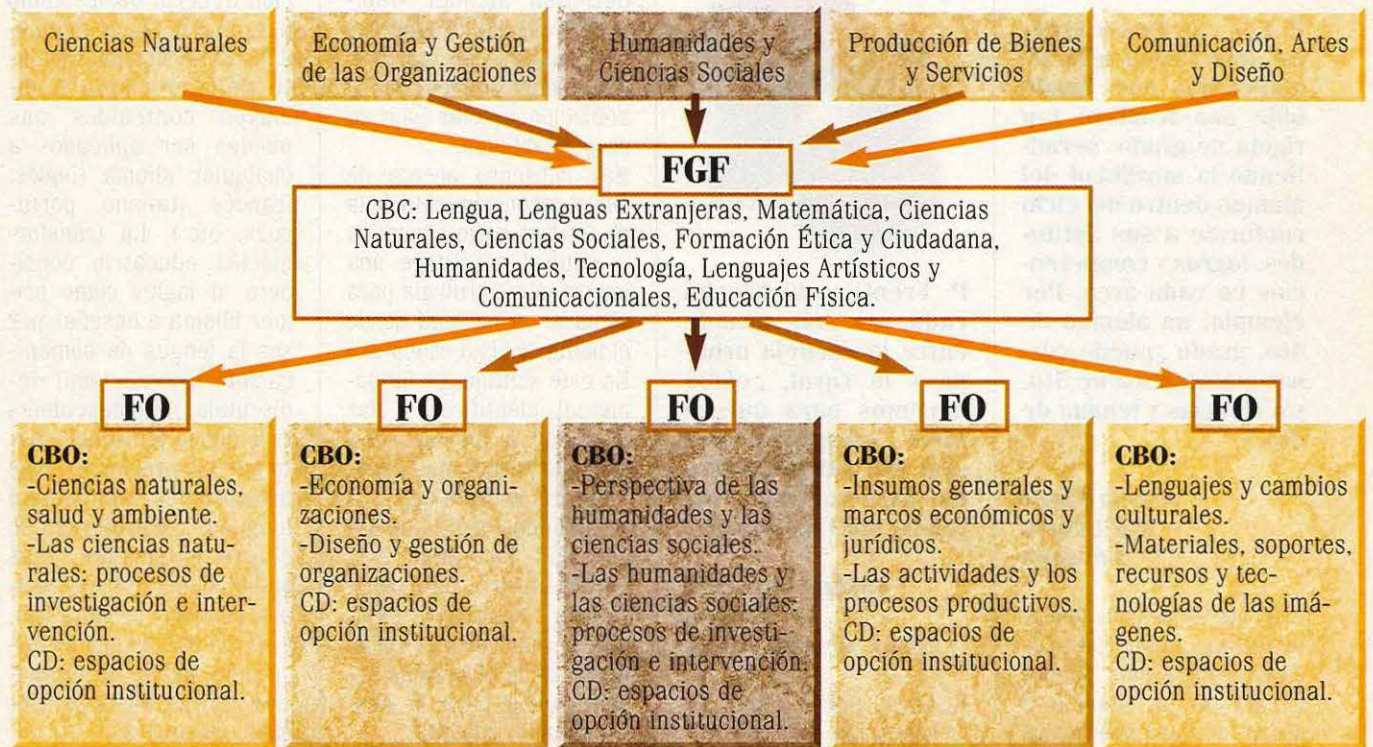 Ciencias Naturales
Economía y Gestión
de las Organizaciones
Humanidades y
Ciencias Sociales
Producción de Bienes
y Servicios
Comunicación, Artes
y Diseño
FGF
CBC: Lengua, Lenguas Extranjeras, Matemática, Ciencias
Naturales, Ciencias Sociales, Formación Ética y Ciudadana,
Humanidades, Tecnología, Lenguajes Artísticos y
Comunicacionales, Educación Física.
FO
CBO:
-Ciencias naturales,
salud y ambiente.
-Las ciencias natu-
rales: procesos de
investigación e inter-
vención.
CD: espacios de
opción institucional.
FO
CBO:
-Economía y organi-
zaciones.
-Diseño y gestión de
organizaciones.
CD: espacios de
opción institucional.
FO
CBO:
-Perspectiva de las
humanidades y las
ciencias sociales.
-Las humanidades y
las ciencias sociales:
procesos de investi-
gación e intervención.
CD: espacios de
opción institucional.
FO
CBO:
-Insumos generales y
marcos económicos y
jurídicos.
-Las actividades y los
procesos productivos.
CD: espacios de
opción institucional.
FO
CBO:
-Lenguajes y cambios
culturales.
-Materiales, soportes,
recursos y tec-
nologías de las imá-
genes.
CD: espacios de
opción institucional.